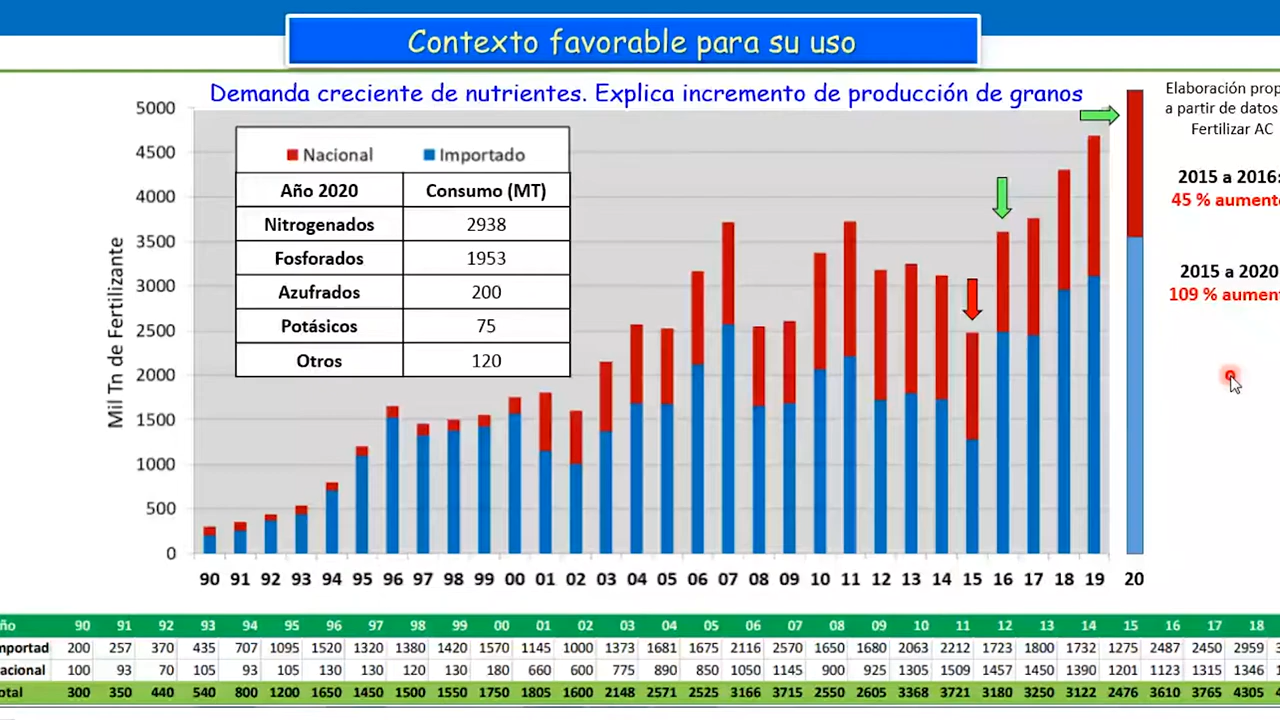 Contexto favorable para su uso
Demanda creciente de nutrientes. Explica incremento de producción de granos
Elaboración prop
a partir de datos
Fertilizar AC
2015 a 2016:
45 % aument
2015 a 2020
109 % aumen
Mil Tn de Fertilizante
5000
4500
4000
3500
3000
2500
2000
1500
1000
500
0
Nacional Importado
Año 2020 Consumo (MT)
Nitrogenados 2938
Fosforados 1953
Azufrados 200
Potásicos 75
Otros 120
90 91 92 93 94 95 96 97 98 99 00 01 02 03 04 05 06 07 08 09 10 11 12 13 14 15 16 17 18 19 20
ño 90 91 92 93 94 95 96 97 98 99 00 01 02 03 04 05 06 07 08 09 10 11 12 13 14 15 16 17 18
mportad 200 257 370 435 707 1095 1520 1320 1380 1420 1570 1145 1000 1373 1681 1675 2116 2570 1650 1680 2063 2212 1723 1800 1732 1275 2487 2450 2959 3
acional 100 93 70 105 93 105 130 130 120 130 180 660 600 775 890 850 1050 1145 900 925 1305 1509 1457 1450 1390 1201 1123 1315 1346
otal 300 350 440 540 800 1200 1650 1450 1500 1550 1750 1805 1600 2148 2571 2525 3166 3715 2550 2605 3368 3721 3180 3250 3122 2476 3610 3765 4305 4